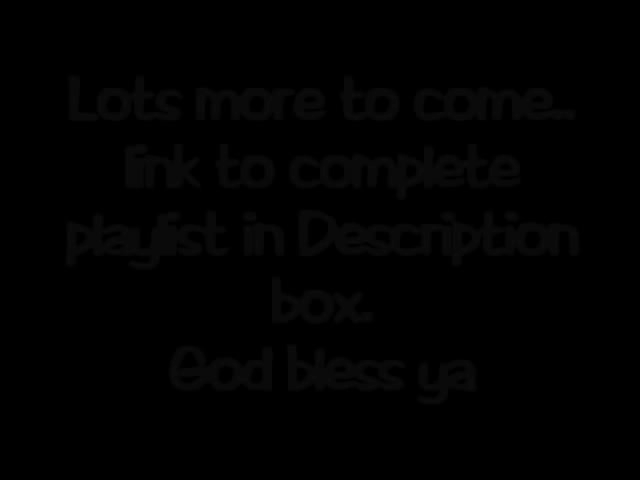 Lots more to come..
link to complete
playlist in Description
box.
God bless ya